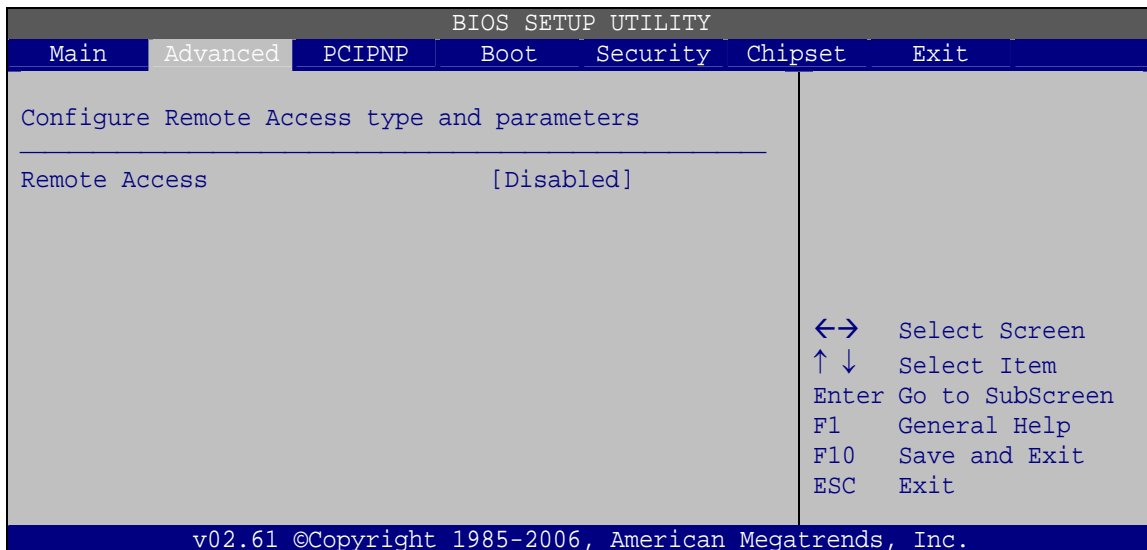 BIOS SETUP UTILITY
Main Advanced PCIPNP Boot Security Chipset Exit
Configure Remote Access type and parameters
Remote Access [Disabled]
←→ Select Screen
↑ ↓ Select Item
Enter Go to SubScreen
F1 General Help
F10 Save and Exit
ESC Exit
v02.61 ©Copyright 1985-2006, American Megatrends, Inc.